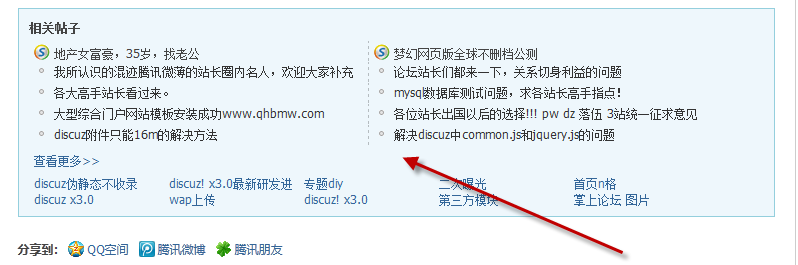 相关帖子
地产女富豪，35岁，找老公
我所认识的混迹腾讯微薄的站长圈内名人，欢迎大家补充
各大高手站长看过来。
大型综合门户网站模板安装成功www.qhbmw.com
discuz附件只能16m的解决方法
梦幻网页版全球不删档公测
论坛站长们都来一下，关系切身利益的问题
mysql数据库测试问题，求各站长高手指点！
各位站长出国以后的选择!!! pw dz 落伍 3站统一征求意见
解决discuz中common.js和jquery.js的问题
查看更多>>
discuz伪静态不收录 discuz! x3.0最新研发进 专题diy 二次曝光 首页n格
discuz x3.0 wap上传 discuz! x3.0 第三方模块 掌上论坛 图片
分享到： QQ空间 腾讯微博 腾讯朋友